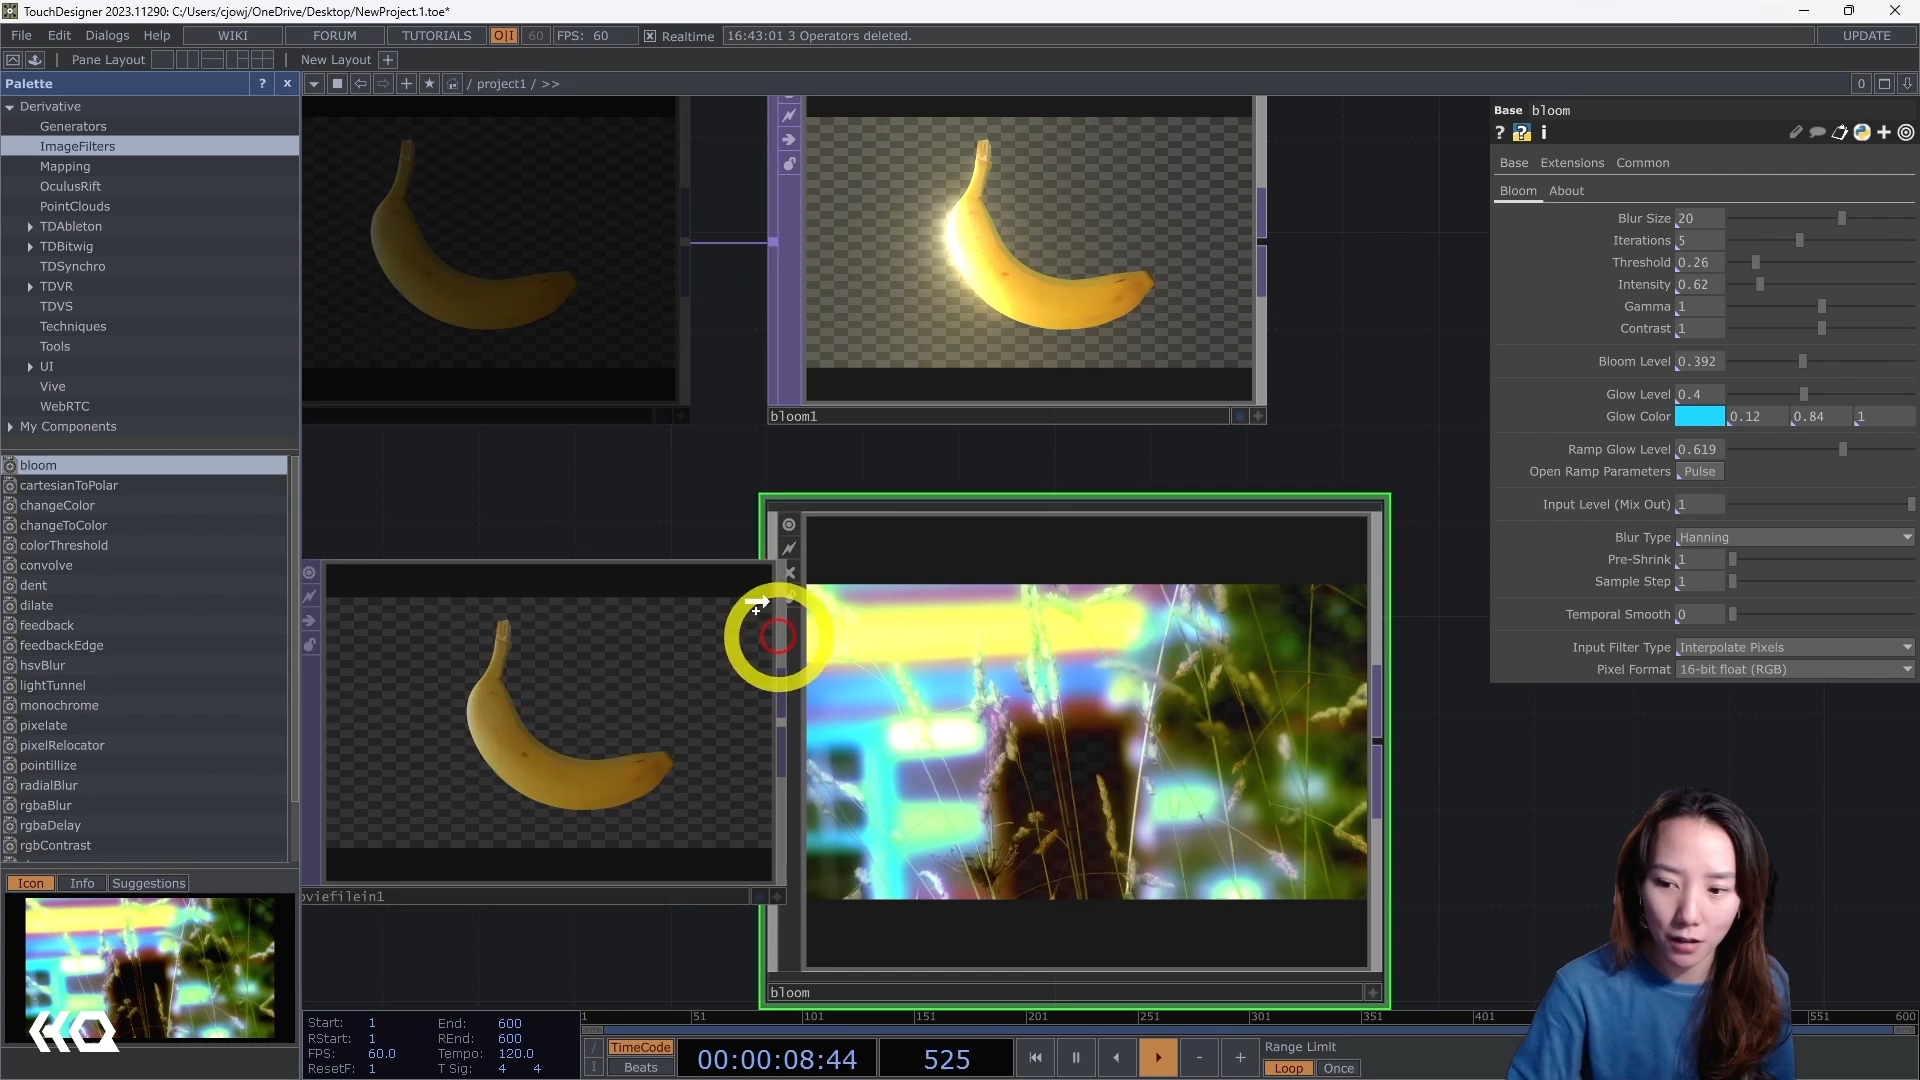 TouchDesigner 2023.11290: C:/Users/cjowj/OneDrive/Desktop/NewProject.1.toe*
File Edit Dialogs Help WIKI FORUM TUTORIALS O|I 60 FPS: 60 Realtime 16:43:01 3 Operators deleted. UPDATE
Pane Layout New Layout +
Palette ? x
/ project1 / >> 0
Derivative
Generators
ImageFilters
Mapping
OculusRift
PointClouds
TDAbleton
TDBitwig
TDSynchro
TDVR
TDVS
Techniques
Tools
UI
Vive
WebRTC
My Components
bloom
cartesianToPolar
changeColor
changeToColor
colorThreshold
convolve
dent
dilate
feedback
feedbackEdge
hsvBlur
lightTunnel
monochrome
pixelate
pixelRelocator
pointillize
radialBlur
rgbaBlur
rgbaDelay
rgbContrast
Icon Info Suggestions
HQ
bloom1
oviefilein1
bloom
Base bloom
? ? i
Base Extensions Common
Bloom About
Blur Size 20
Iterations 5
Threshold 0.26
Intensity 0.62
Gamma 1
Contrast 1
Bloom Level 0.392
Glow Level 0.4
Glow Color 0.12 0.84 1
Ramp Glow Level 0.619
Open Ramp Parameters Pulse
Input Level (Mix Out) 1
Blur Type Hanning
Pre-Shrink 1
Sample Step 1
Temporal Smooth 0
Input Filter Type Interpolate Pixels
Pixel Format 16-bit float (RGB)
1 51 101 151 201 251 301 351 401 551 600
Start: 1 End: 600
RStart: 1 REnd: 600
FPS: 60.0 Tempo: 120.0
ResetF: 1 T Sig: 4 4
/ TimeCode
I Beats
00:00:08:44 525
- +
Range Limit
Loop Once